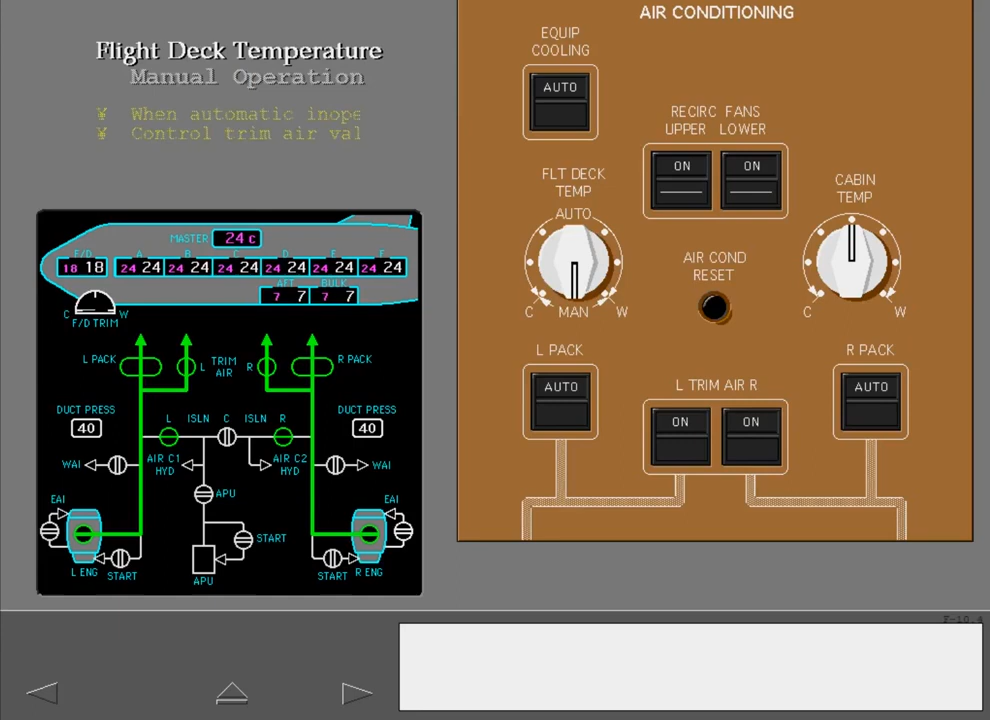 Flight Deck Temperature
Manual Operation
¥ When automatic inope
¥ Control trim air val
MASTER 24 c
F/D A B C D E F
18 18 24 24 24 24 24 24 24 24 24 24 24 24
AFT BULK
7 7 7 7
C W
F/D TRIM
L PACK L TRIM AIR R R PACK
DUCT PRESS L ISLN C ISLN R DUCT PRESS
40 40
WAI AIR C1 HYD AIR C2 HYD WAI
APU
EAI EAI
START
L ENG START APU START R ENG
AIR CONDITIONING
EQUIP
COOLING
AUTO
RECIRC FANS
UPPER LOWER
ON ON
FLT DECK
TEMP
AUTO
C MAN W
AIR COND
RESET
CABIN
TEMP
C W
L PACK
AUTO
L TRIM AIR R
ON ON
R PACK
AUTO
F-10.4